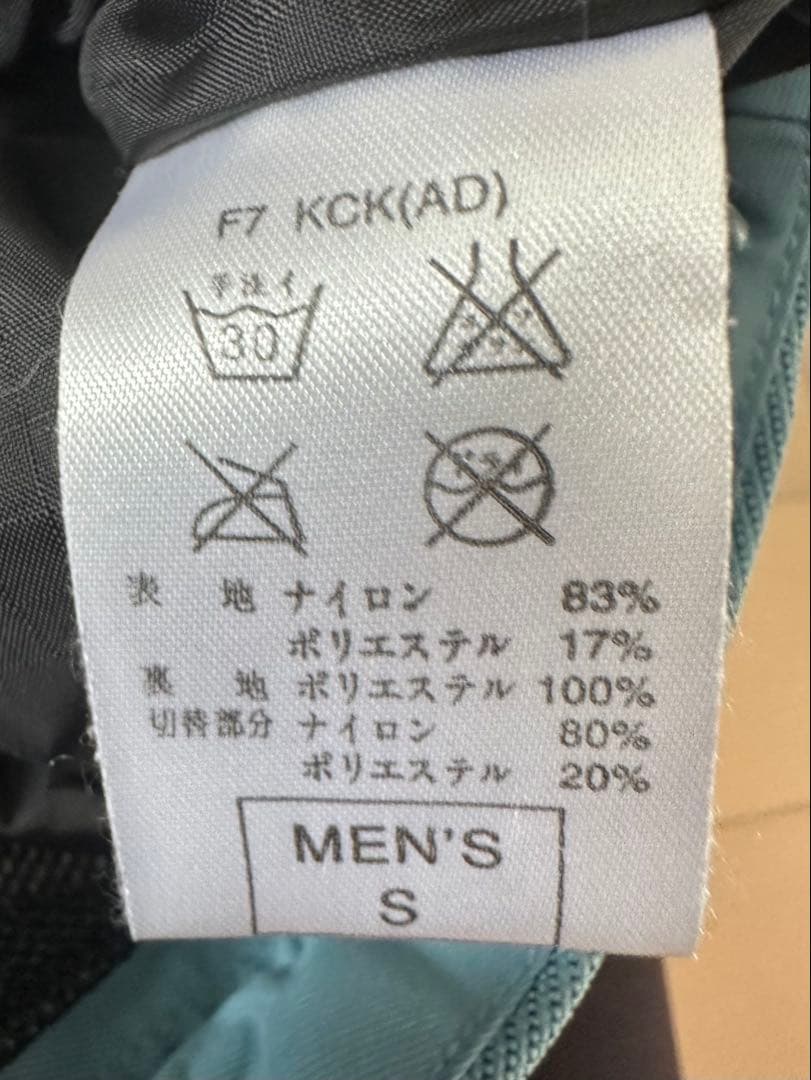 F7 KCK(AD)
手洗イ
30
表 地 ナイロン 83%
ポリエステル 17%
裏 地 ポリエステル 100%
切替部分 ナイロン 80%
ポリエステル 20%
MEN'S
S